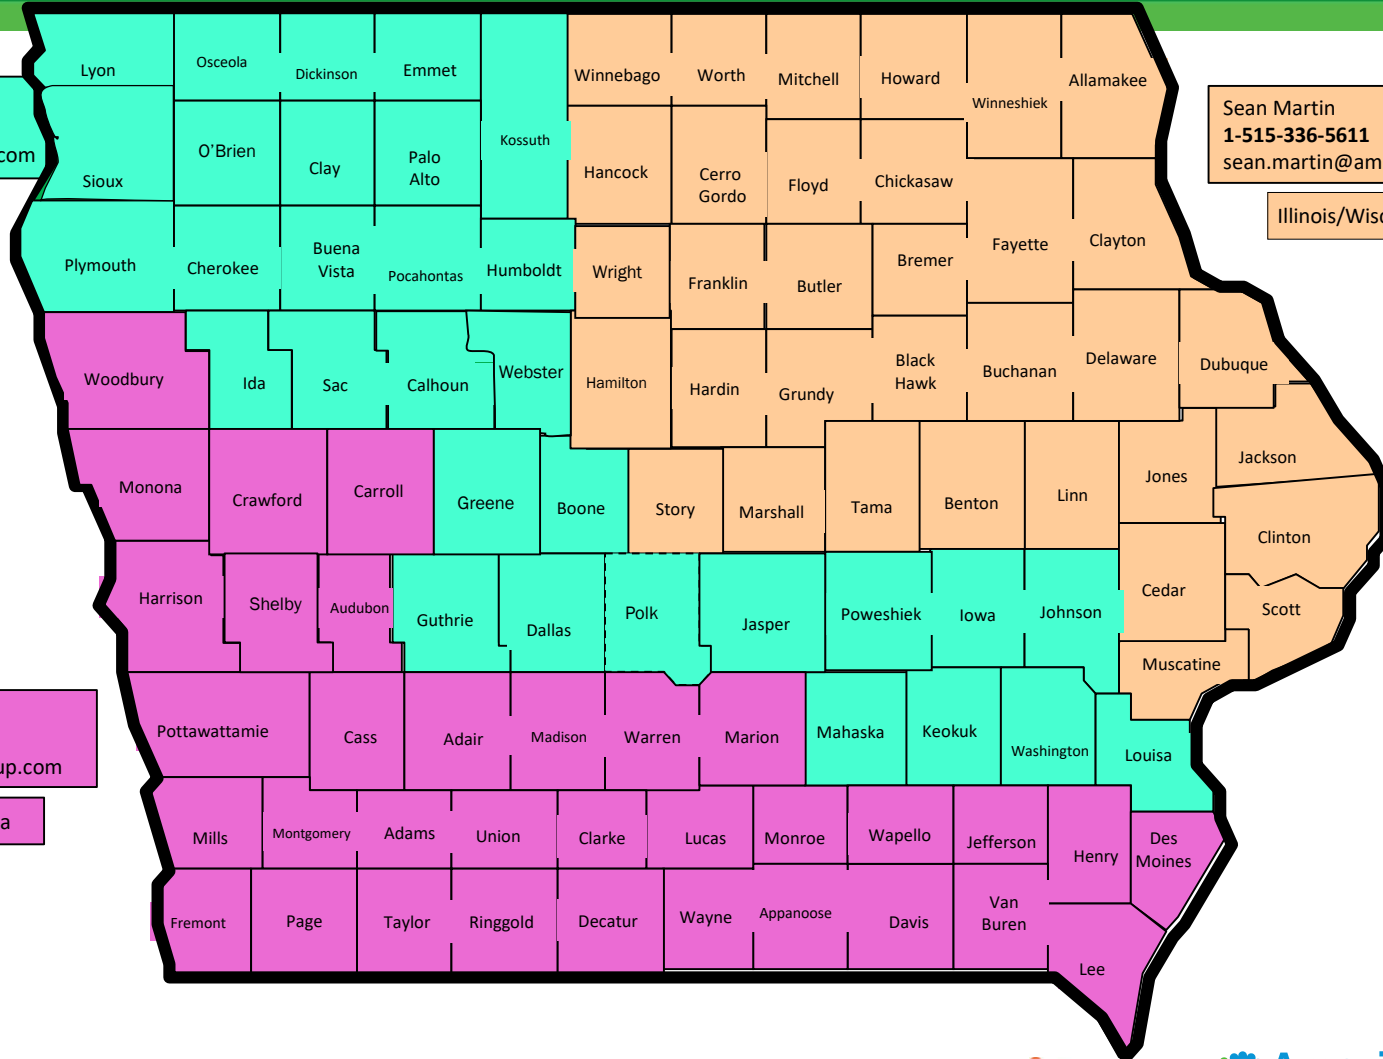 Lyon
Osceola
Dickinson
Emmet
Kossuth
Winnebago
Worth
Mitchell
Howard
Winneshiek
Allamakee
Sean Martin
1-515-336-5611
sean.martin@am
Illinois/Wisc
com
Sioux
O'Brien
Clay
Palo
Alto
Hancock
Cerro
Gordo
Floyd
Chickasaw
Fayette
Clayton
Plymouth
Cherokee
Buena
Vista
Pocahontas
Humboldt
Wright
Franklin
Butler
Bremer
Woodbury
Ida
Sac
Calhoun
Webster
Hamilton
Hardin
Grundy
Black
Hawk
Buchanan
Delaware
Dubuque
Monona
Crawford
Carroll
Greene
Boone
Story
Marshall
Tama
Benton
Linn
Jones
Jackson
Clinton
Harrison
Shelby
Audubon
Guthrie
Dallas
Polk
Jasper
Poweshiek
Iowa
Johnson
Cedar
Scott
Muscatine
Pottawattamie
Cass
Adair
Madison
Warren
Marion
Mahaska
Keokuk
Washington
Louisa
up.com
a
Mills
Montgomery
Adams
Union
Clarke
Lucas
Monroe
Wapello
Jefferson
Henry
Des
Moines
Fremont
Page
Taylor
Ringgold
Decatur
Wayne
Appanoose
Davis
Van
Buren
Lee